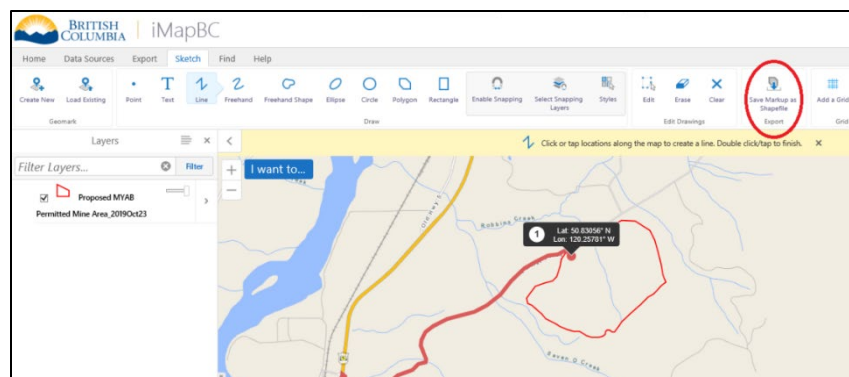 BRITISH
COLUMBIA
iMapBC
Home Data Sources Export Sketch Find Help
Create New Load Existing Point Text Line Freehand Freehand Shape Ellipse Circle Polygon Rectangle Enable Snapping Select Snapping Layers Styles Edit Erase Clear Save Markup as Shapefile Add a Grid
Geomark Draw Edit Drawings Export Grid
Layers
Click or tap locations along the map to create a line. Double click/tap to finish.
Filter Layers... Filter
I want to...
Proposed MYAB
Permitted Mine Area_2019Oct23
Robbins Creek
1 Lat: 50.83056° N
Lon: 120.25781° W
Creek